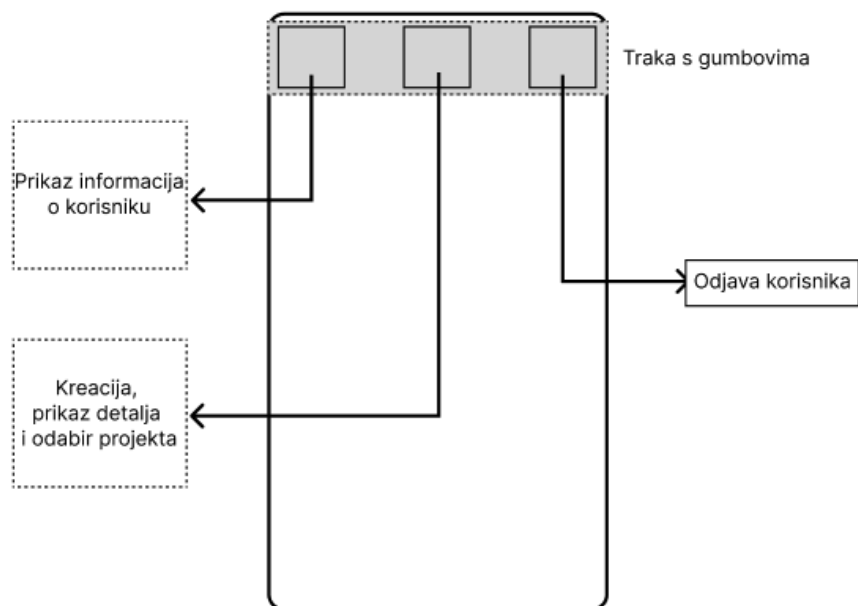 Traka s gumbovima
Prikaz informacija
o korisniku
Odjava korisnika
Kreacija,
prikaz detalja
i odabir projekta